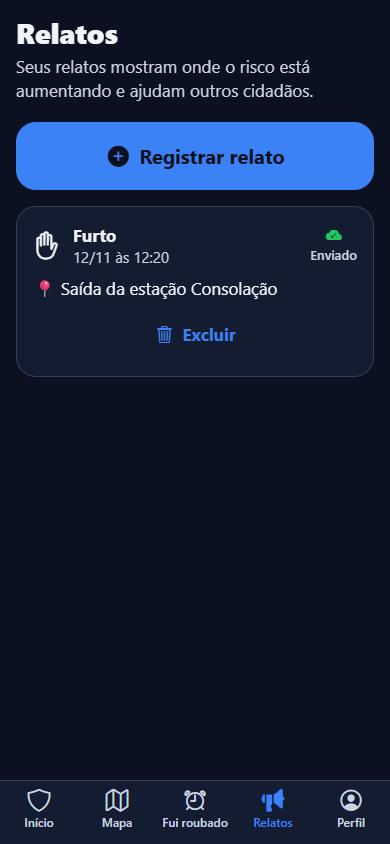 Relatos
Seus relatos mostram onde o risco está
aumentando e ajudam outros cidadãos.
Registrar relato
Furto
12/11 às 12:20
Enviado
Saída da estação Consolação
Excluir
Início
Mapa
Fui roubado
Relatos
Perfil